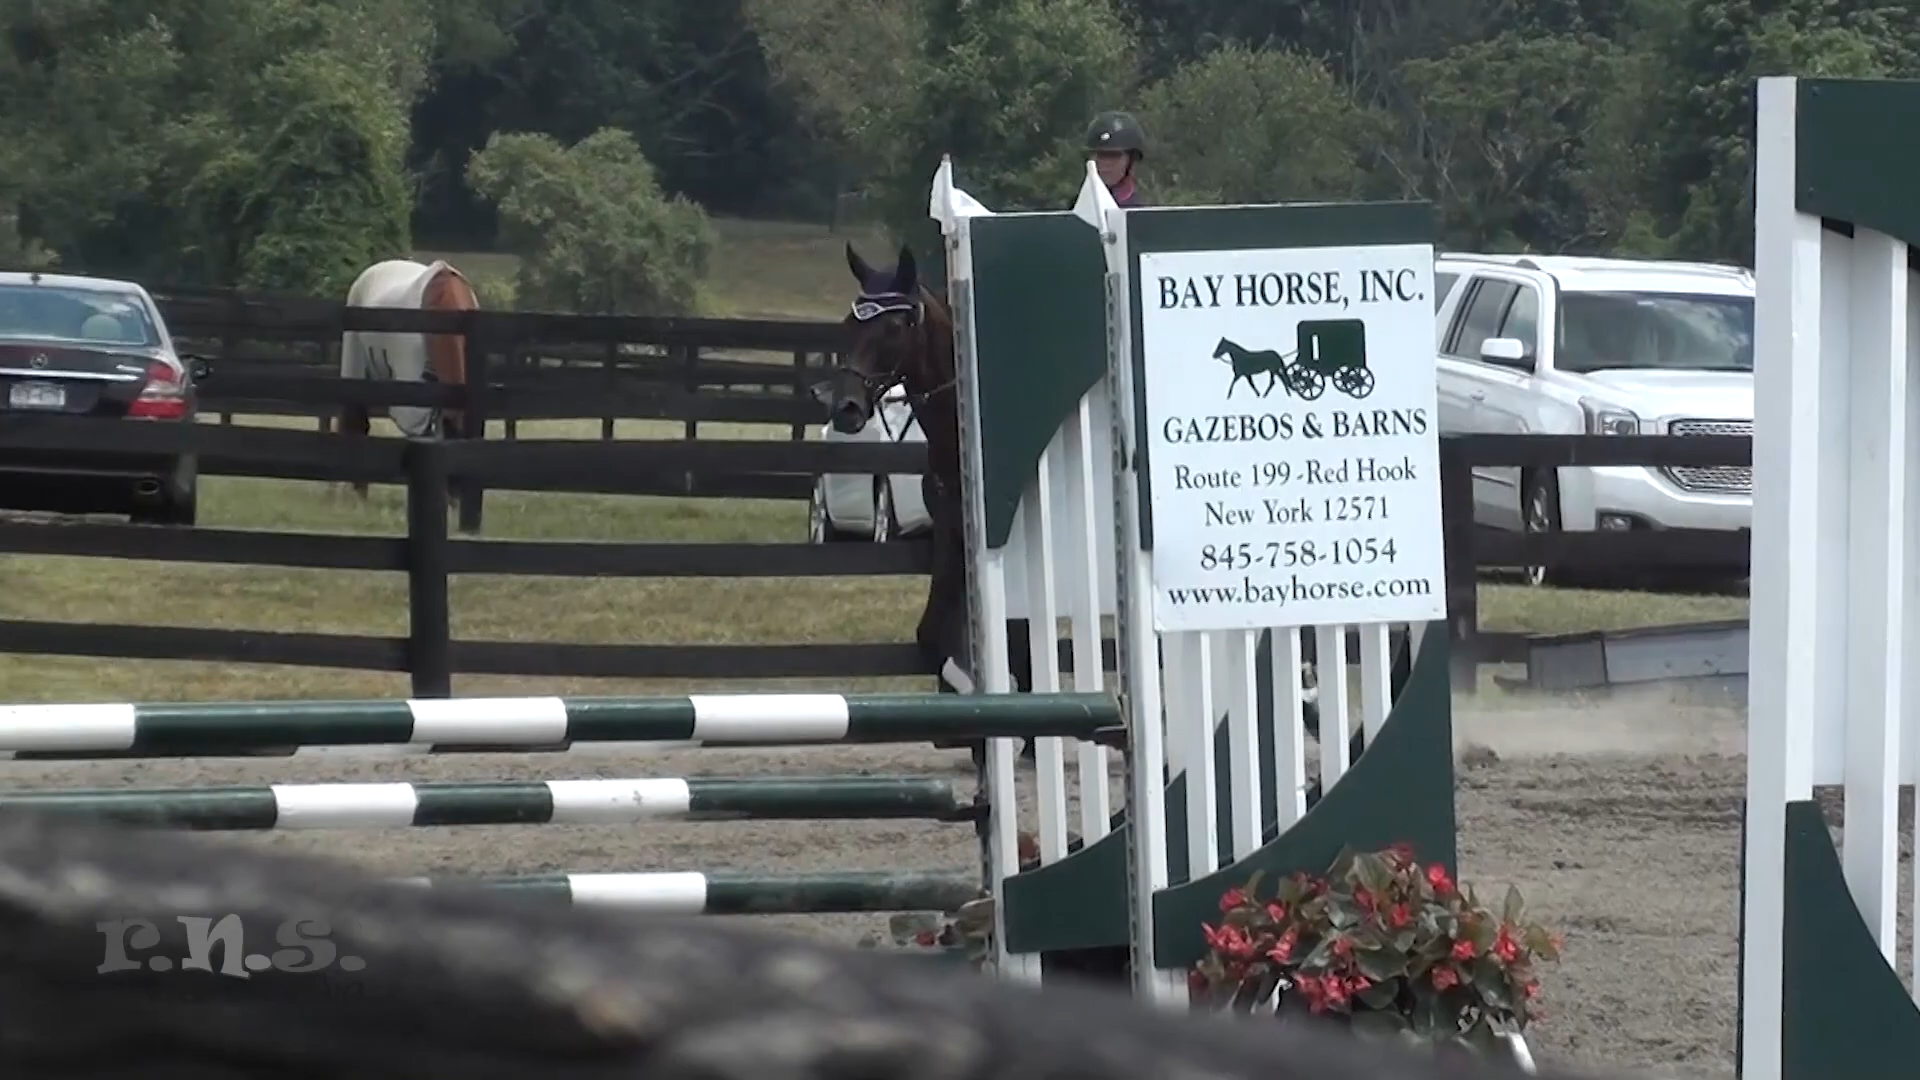 BAY HORSE, INC.
GAZEBOS & BARNS
Route 199 -Red Hook
New York 12571
845-758-1054
www.bayhorse.com
r.n.s.